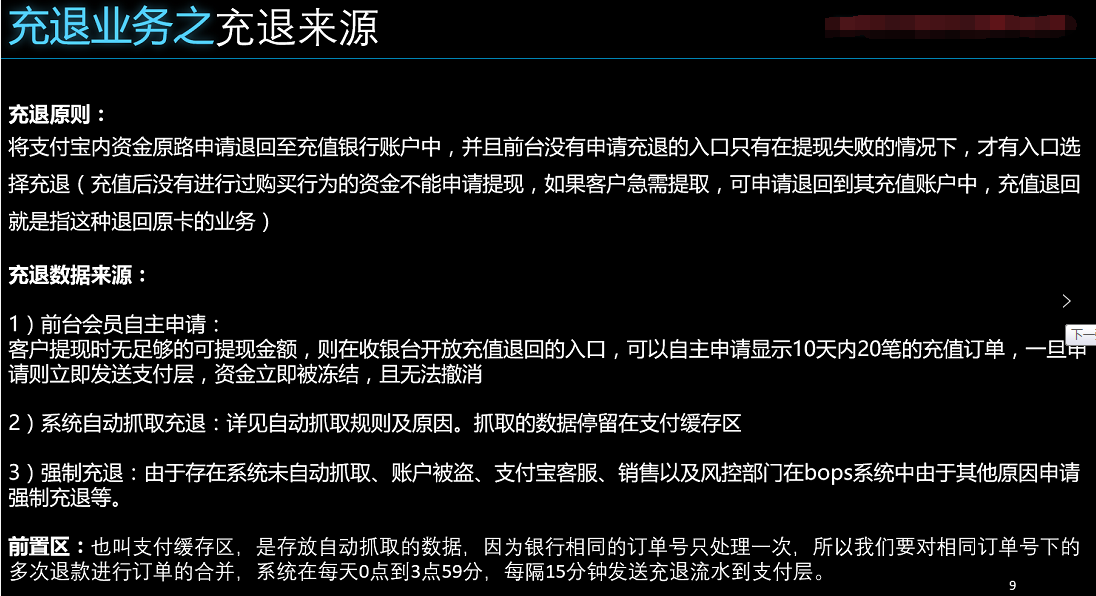 充退业务之充退来源
充退原则：
将支付宝内资金原路申请退回至充值银行账户中，并且前台没有申请充退的入口只有在提现失败的情况下，才有入口选
择充退（充值后没有进行过购买行为的资金不能申请提现，如果客户急需提取，可申请退回到其充值账户中，充值退回
就是指这种退回原卡的业务）
充退数据来源：
1）前台会员自主申请：
客户提现时无足够的可提现金额，则在收银台开放充值退回的入口，可以自主申请显示10天内20笔的充值订单，一旦申
请则立即发送支付层，资金立即被冻结，且无法撤消
下一
2）系统自动抓取充退：详见自动抓取规则及原因。抓取的数据停留在支付缓存区
3）强制充退：由于存在系统未自动抓取、账户被盗、支付宝客服、销售以及风控部门在bops系统中由于其他原因申请
强制充退等。
前置区：也叫支付缓存区，是存放自动抓取的数据，因为银行相同的订单号只处理一次，所以我们要对相同订单号下的
多次退款进行订单的合并，系统在每天0点到3点59分，每隔15分钟发送充退流水到支付层。
9